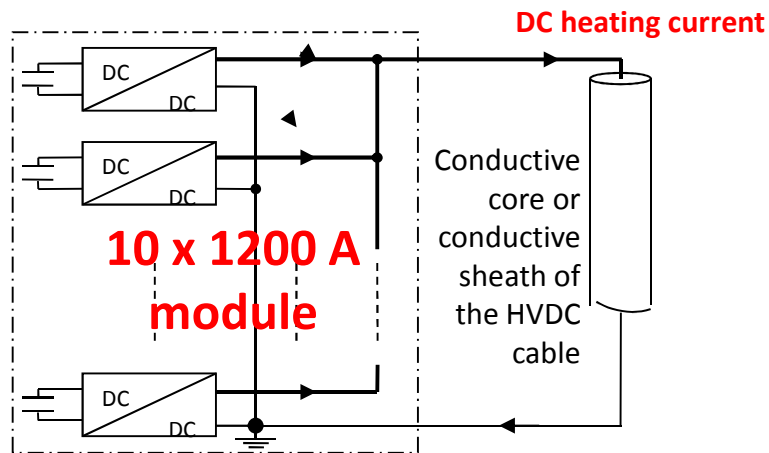 DC heating current
DC
DC
DC
DC
Conductive
core or
conductive
sheath of
the HVDC
cable
10 x 1200 A
module
DC
DC